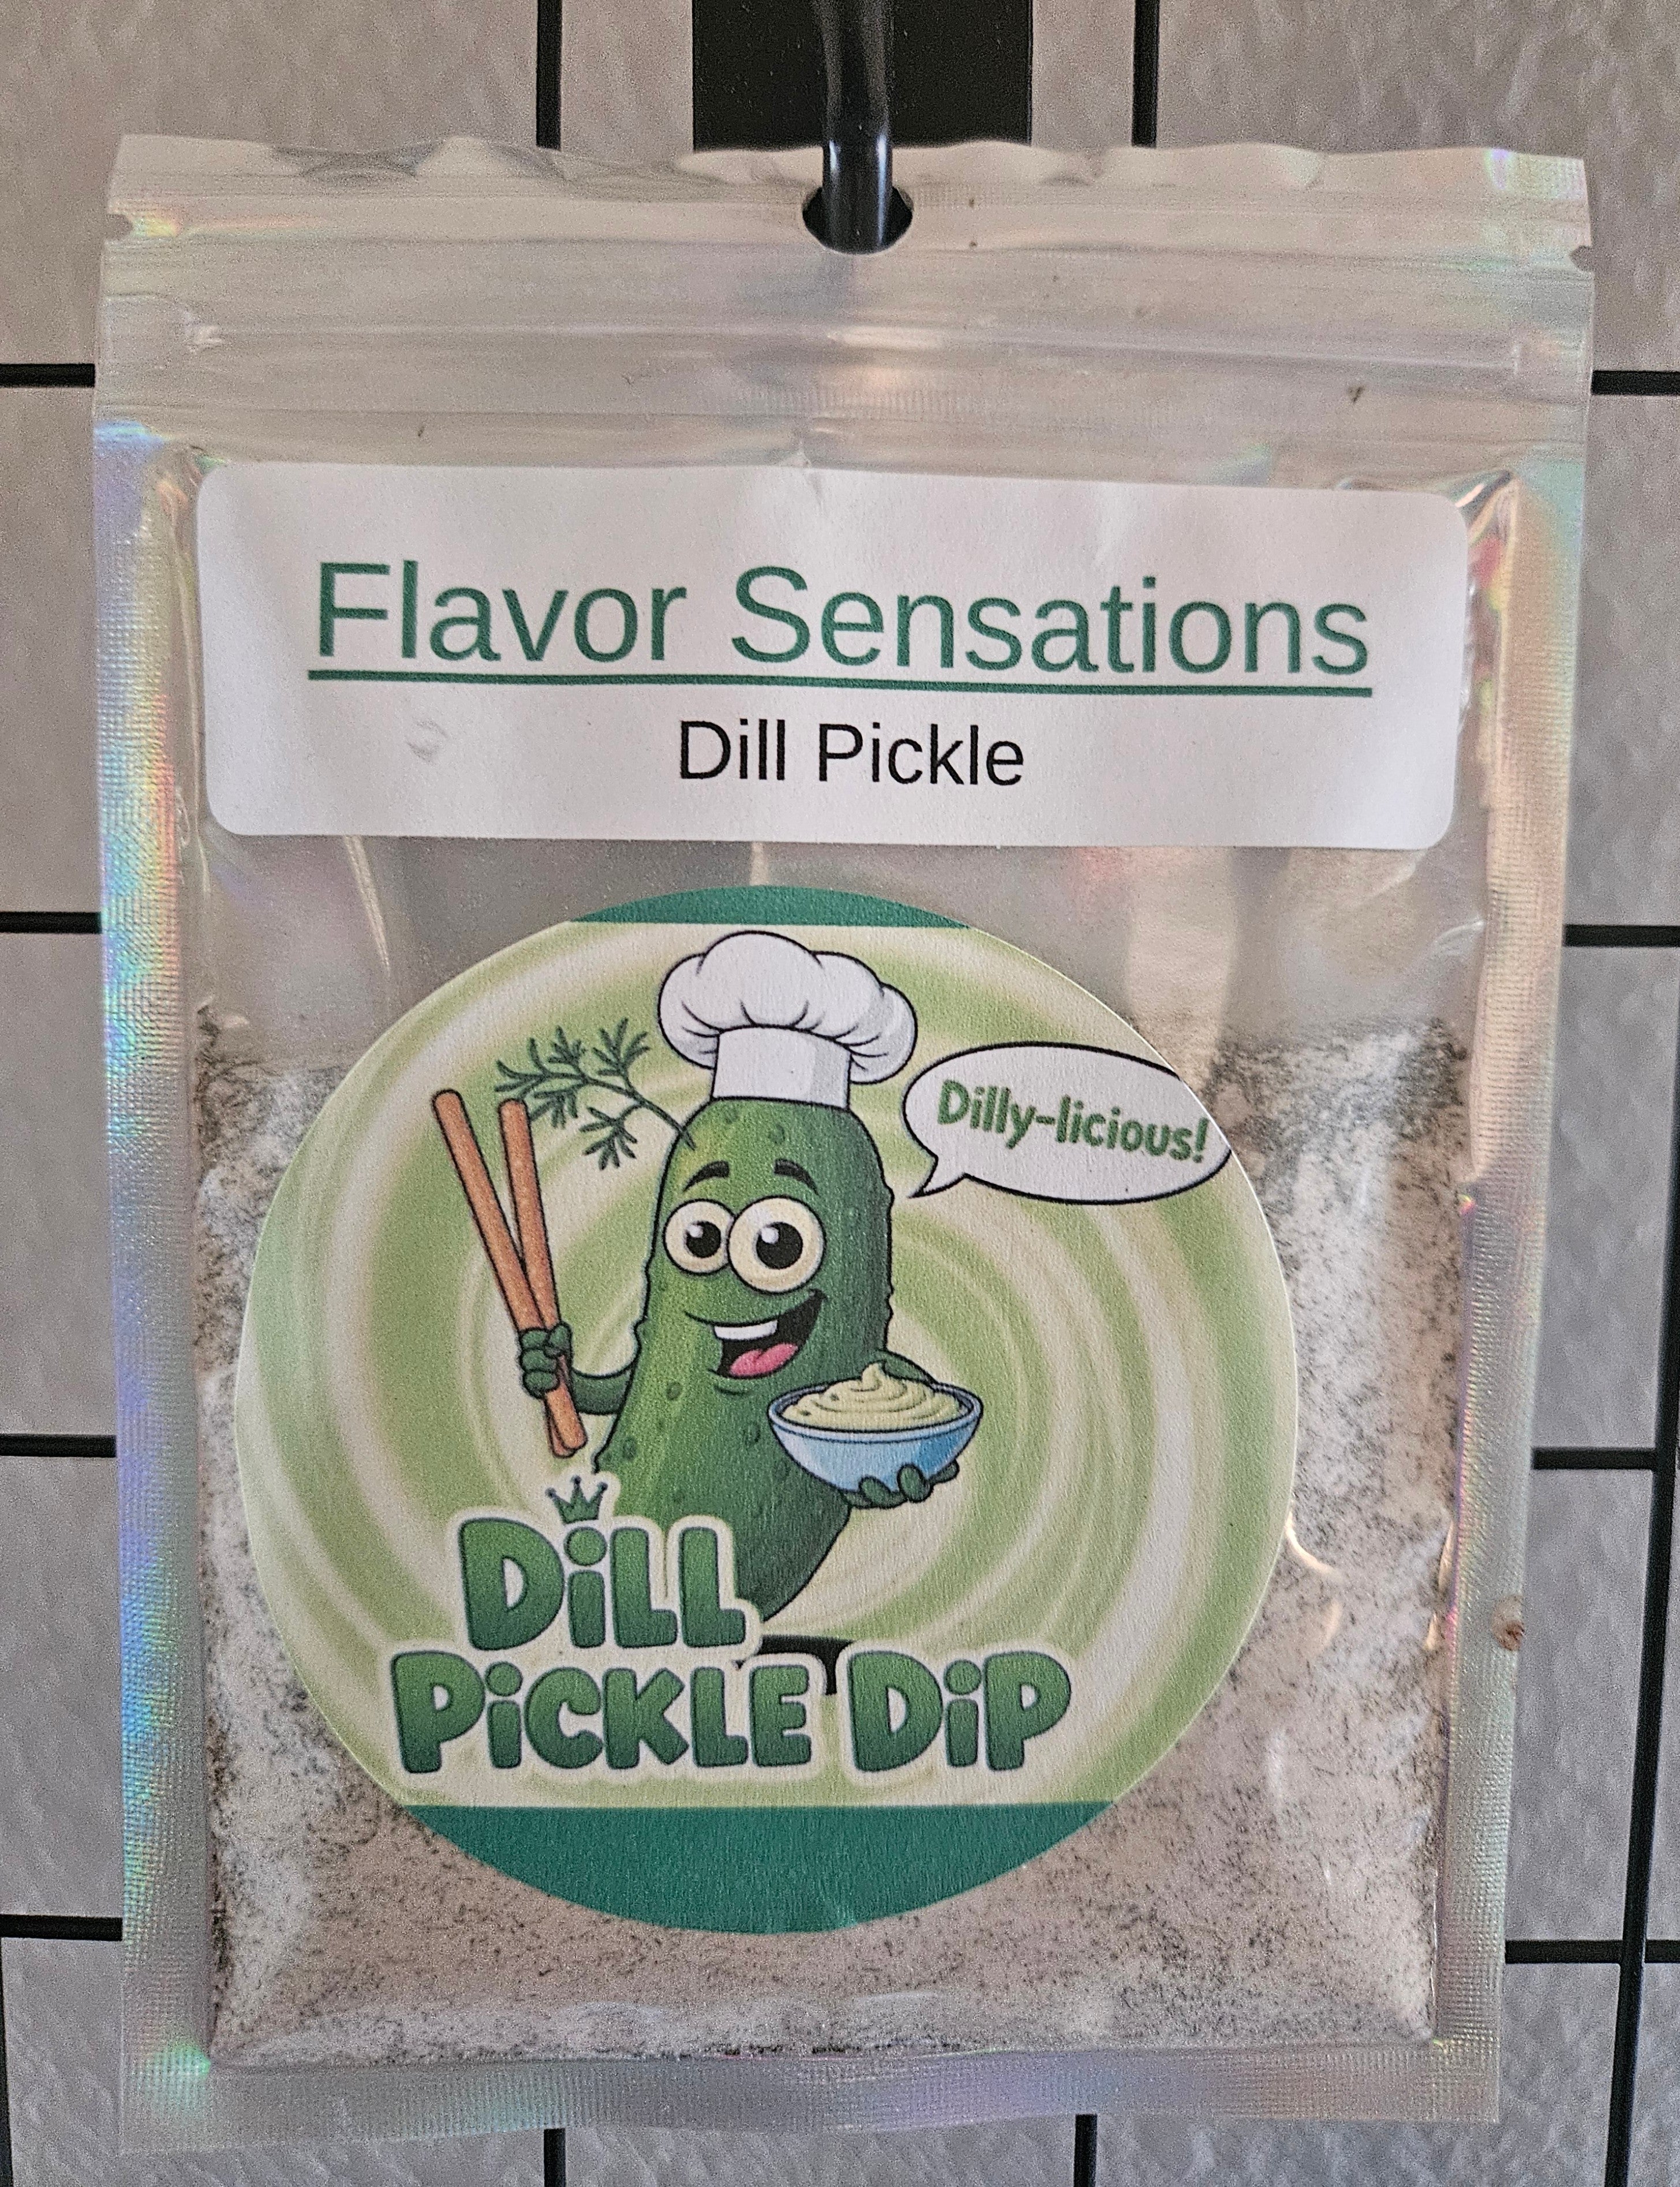 Flavor Sensations
Dill Pickle
Dilly-licious!
DiLL
PiCKLE DiP